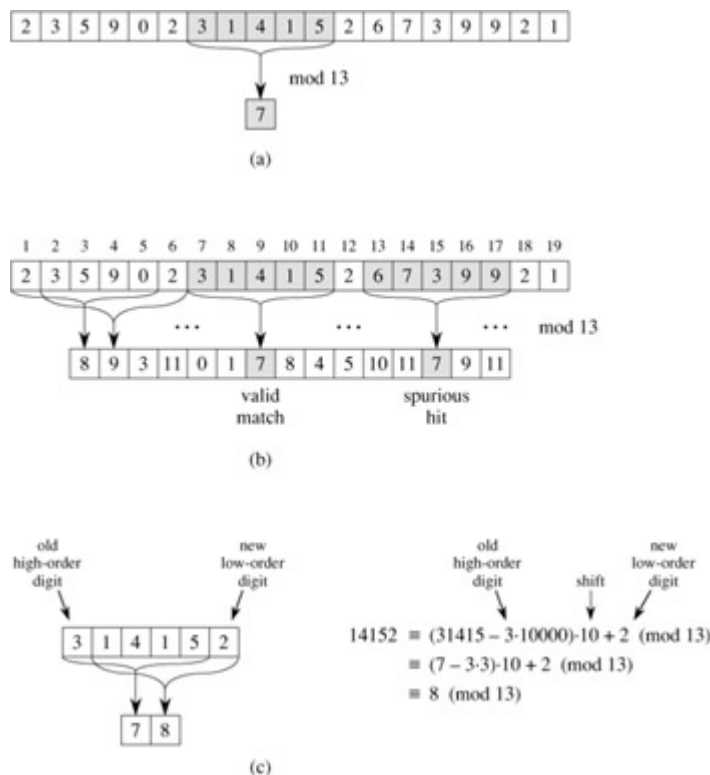 2 3 5 9 0 2 3 1 4 1 5 2 6 7 3 9 9 2 1
mod 13
7
(a)
1 2 3 4 5 6 7 8 9 10 11 12 13 14 15 16 17 18 19
2 3 5 9 0 2 3 1 4 1 5 2 6 7 3 9 9 2 1
... ... ... mod 13
8 9 3 11 0 1 7 8 4 5 10 11 7 9 11
valid match
spurious hit
(b)
old high-order digit
new low-order digit
3 1 4 1 5 2
7 8
old high-order digit
shift
new low-order digit
14152 ≡ (31415 – 3·10000)·10 + 2 (mod 13)
≡ (7 – 3·3)·10 + 2 (mod 13)
≡ 8 (mod 13)
(c)